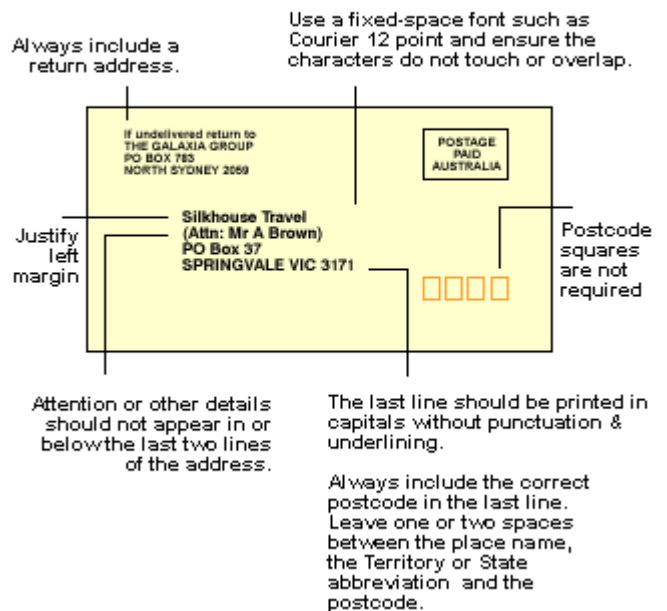 Always include a
return address.
Use a fixed-space font such as
Courier 12 point and ensure the
characters do not touch or overlap.
If undelivered return to
THE GALAXIA GROUP
PO BOX 783
NORTH SYDNEY 2059
POSTAGE
PAID
AUSTRALIA
Justify
left
margin
Silkhouse Travel
(Attn: Mr A Brown)
PO Box 37
SPRINGVALE VIC 3171
Postcode
squares
are not
required
Attention or other details
should not appear in or
below the last two lines
of the address.
The last line should be printed in
capitals without punctuation &
underlining.
Always include the correct
postcode in the last line.
Leave one or two spaces
between the place name,
the Territory or State
abbreviation and the
postcode.